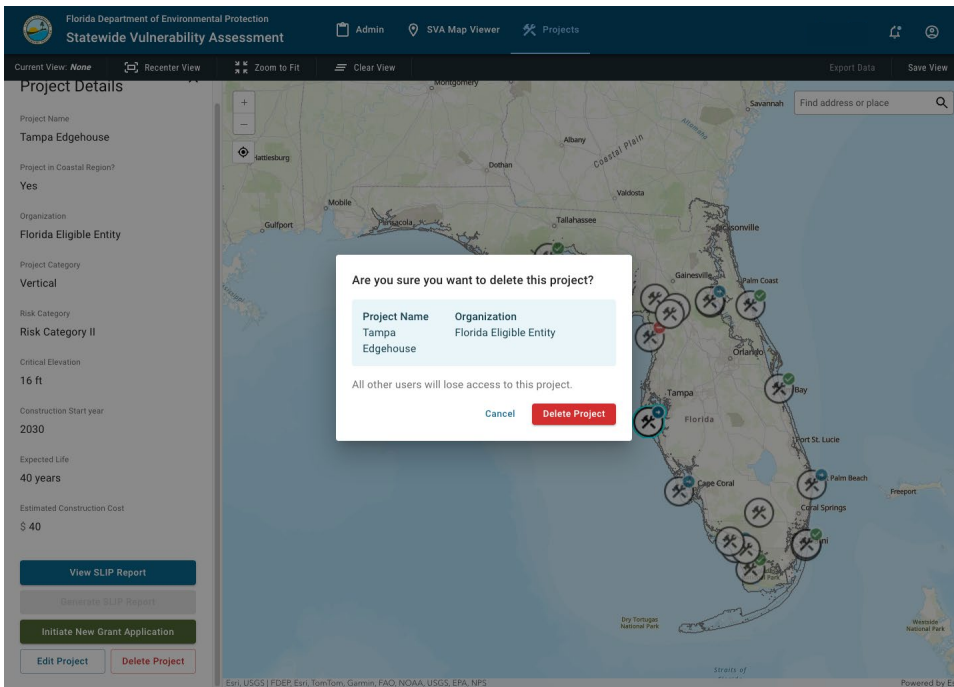 Florida Department of Environmental Protection
Statewide Vulnerability Assessment
Admin
SVA Map Viewer
Projects
Current View: None
Recenter View
Zoom to Fit
Clear View
Export Data
Save View
Project Details
Project Name
Tampa Edgehouse
Project in Coastal Region?
Yes
Organization
Florida Eligible Entity
Project Category
Vertical
Risk Category
Risk Category II
Critical Elevation
16 ft
Construction Start year
2030
Expected Life
40 years
Estimated Construction Cost
$ 40
View SLIP Report
Generate SLIP Report
Initiate New Grant Application
Edit Project
Delete Project
Find address or place
Montgomery
Savannah
Albany
Coastal Plain
Hattiesburg
Dothan
Valdosta
Mobile
Gulfport
Pensacola
Tallahassee
Jacksonville
Gainesville
Palm Coast
Orlando
Bay
Tampa
Florida
Port St. Lucie
Cape Coral
Palm Beach
Freeport
Coral Springs
Dry Tortugas
National Park
Westside
National Park
Straits of
Are you sure you want to delete this project?
Project Name
Organization
Tampa
Edgehouse
Florida Eligible Entity
All other users will lose access to this project.
Cancel
Delete Project
Esri, USGS | FDEP, Esri, TomTom, Garmin, FAO, NOAA, USGS, EPA, NPS
Powered by Es